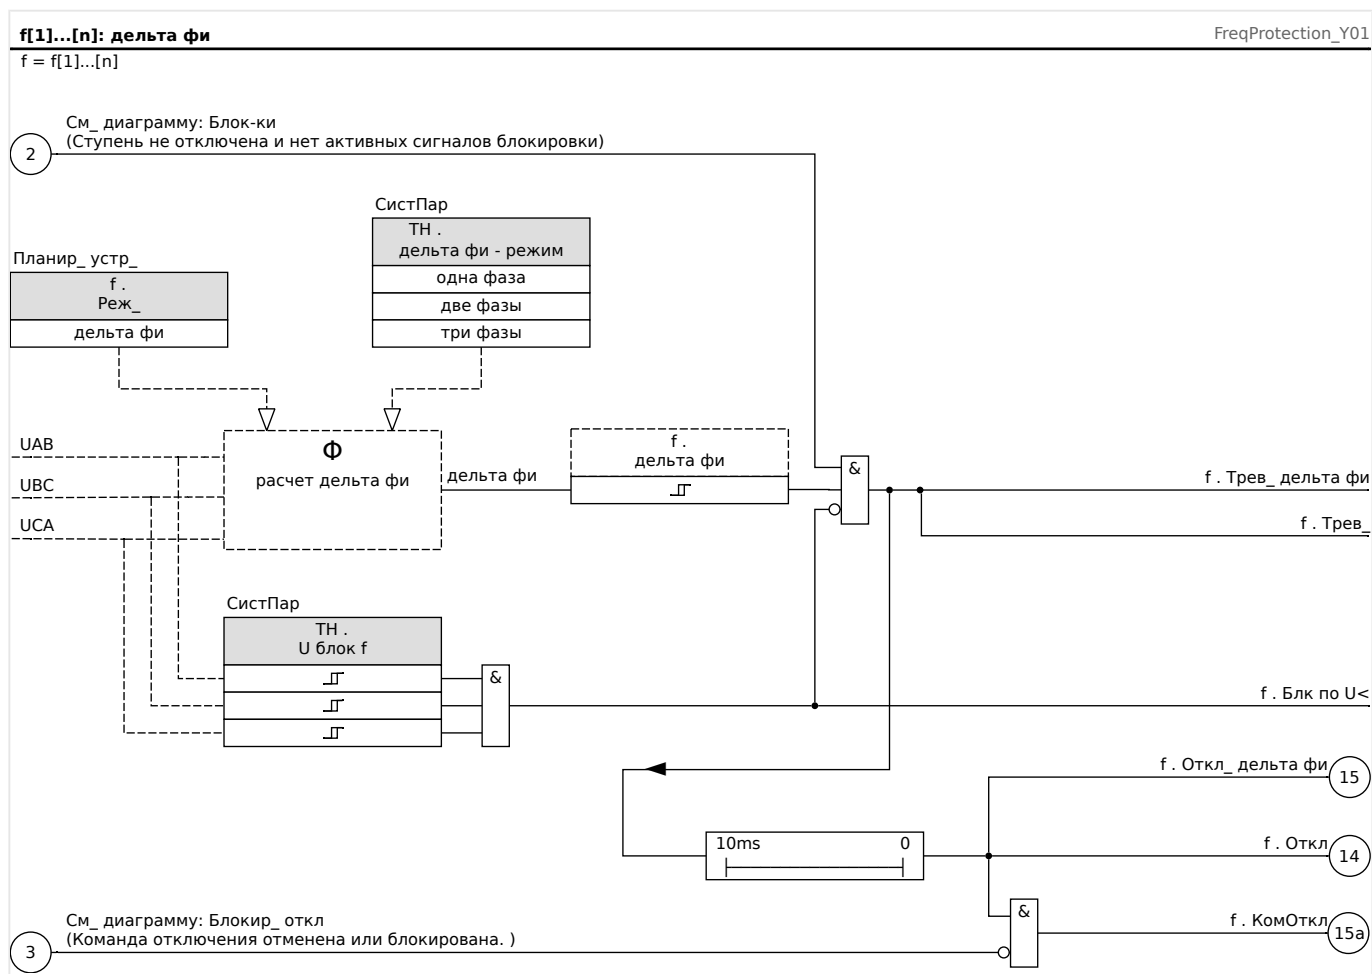 f[1]...[n]: дельта фи
FreqProtection_Y01
f = f[1]...[n]
См_ диаграмму: Блок-ки
(Ступень не отключена и нет активных сигналов блокировки)
2
СистПар
ТН .
дельта фи - режим
одна фаза
две фазы
три фазы
Планир_ устр_
f .
Реж_
дельта фи
UAB
UBC
UCA
Φ
расчет дельта фи
дельта фи
f .
дельта фи
&
f . Трев_ дельта фи
f . Трев_
СистПар
ТН .
U блок f
&
f . Блк по U<
f . Откл_ дельта фи
15
10ms 0
f . Откл
14
&
f . КомОткл
15a
См_ диаграмму: Блокир_ откл
(Команда отключения отменена или блокирована. )
3